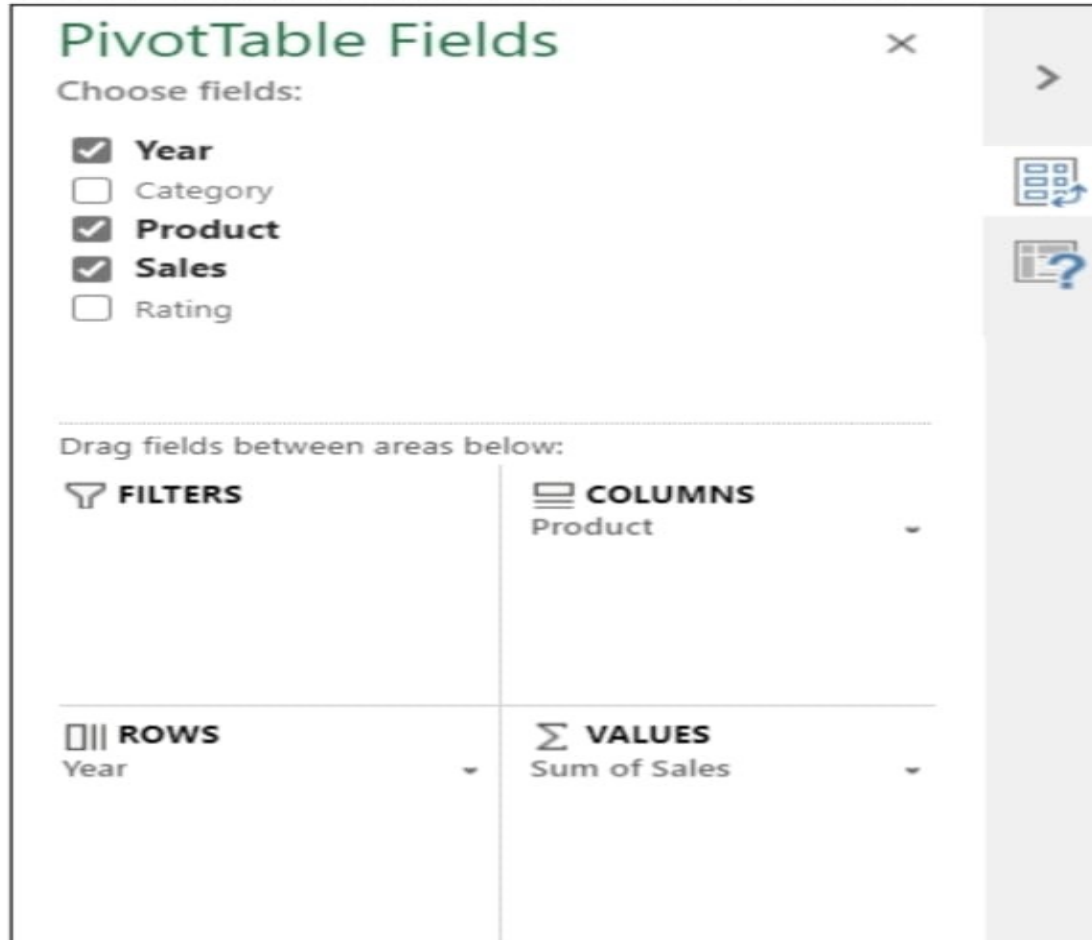 PivotTable Fields
Choose fields:
Year
Category
Product
Sales
Rating
Drag fields between areas below:
FILTERS
COLUMNS
Product
ROWS
Year
VALUES
Sum of Sales